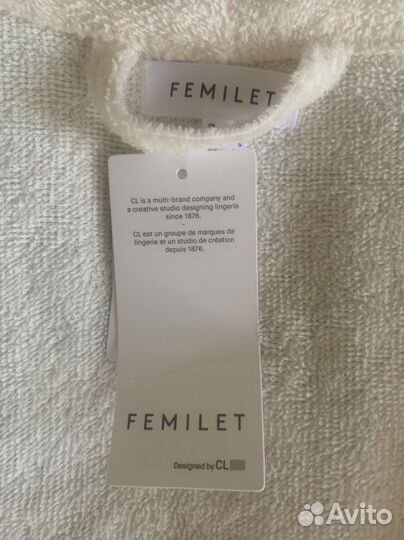 FEMILET
CL is a multi-brand company and
a creative studio designing lingerie
since 1876.
-
CL est un groupe de marques de
lingerie et un studio de création
depuis 1876.
FEMILET
Designed by CL
Avito